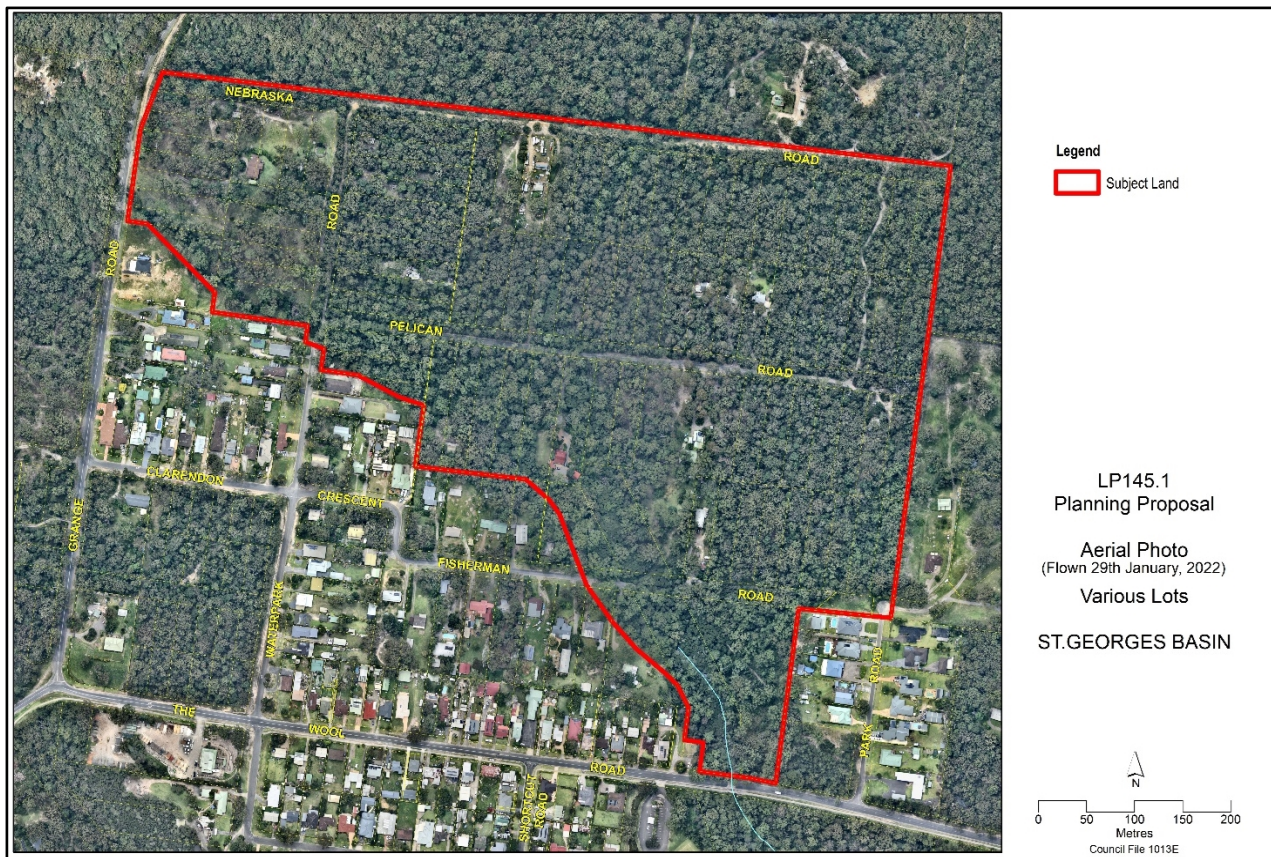 NEBRASKA
ROAD
ROAD
ROAD
PELICAN
ROAD
CLARENDON
CRESCENT
GRANGE
FISHERMAN
ROAD
WATERPARK
ROAD
PARK
THE
WOOL
ROAD
SHORTCUT
ROAD
Legend
Subject Land
LP145.1
Planning Proposal
Aerial Photo
(Flown 29th January, 2022)
Various Lots
ST.GEORGES BASIN
N
0 50 100 150 200
Metres
Council File 1013E